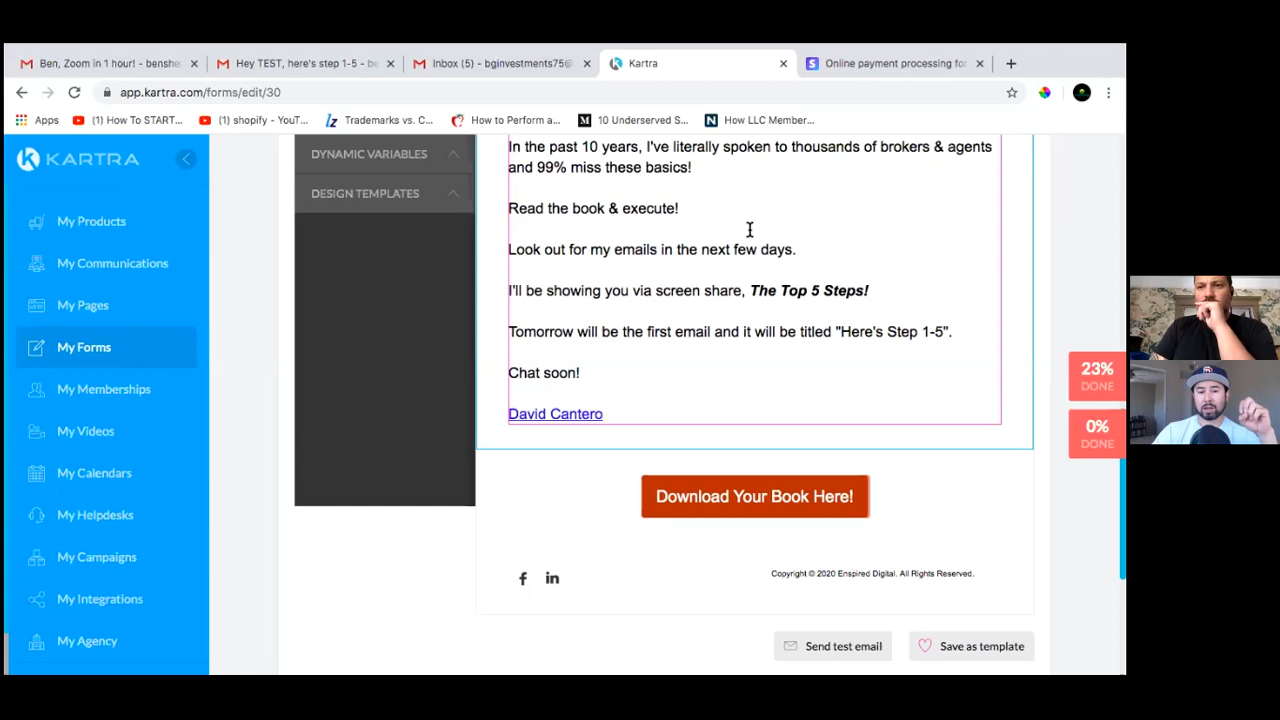 Ben, Zoom in 1 hour! - benshe
Hey TEST, here's step 1-5 - be
Inbox (5) - bginvestments75@
Kartra
Online payment processing for
app.kartra.com/forms/edit/30
Apps
(1) How To START...
(1) shopify - YouT...
Trademarks vs. C...
How to Perform a...
10 Underserved S...
How LLC Member...
KARTRA
My Products
My Communications
My Pages
My Forms
My Memberships
My Videos
My Calendars
My Helpdesks
My Campaigns
My Integrations
My Agency
DYNAMIC VARIABLES
DESIGN TEMPLATES
In the past 10 years, I've literally spoken to thousands of brokers & agents
and 99% miss these basics!
Read the book & execute!
Look out for my emails in the next few days.
I'll be showing you via screen share, The Top 5 Steps!
Tomorrow will be the first email and it will be titled "Here's Step 1-5".
Chat soon!
David Cantero
Download Your Book Here!
Copyright © 2020 Enspired Digital. All Rights Reserved.
Send test email
Save as template
23%
DONE
0%
DONE